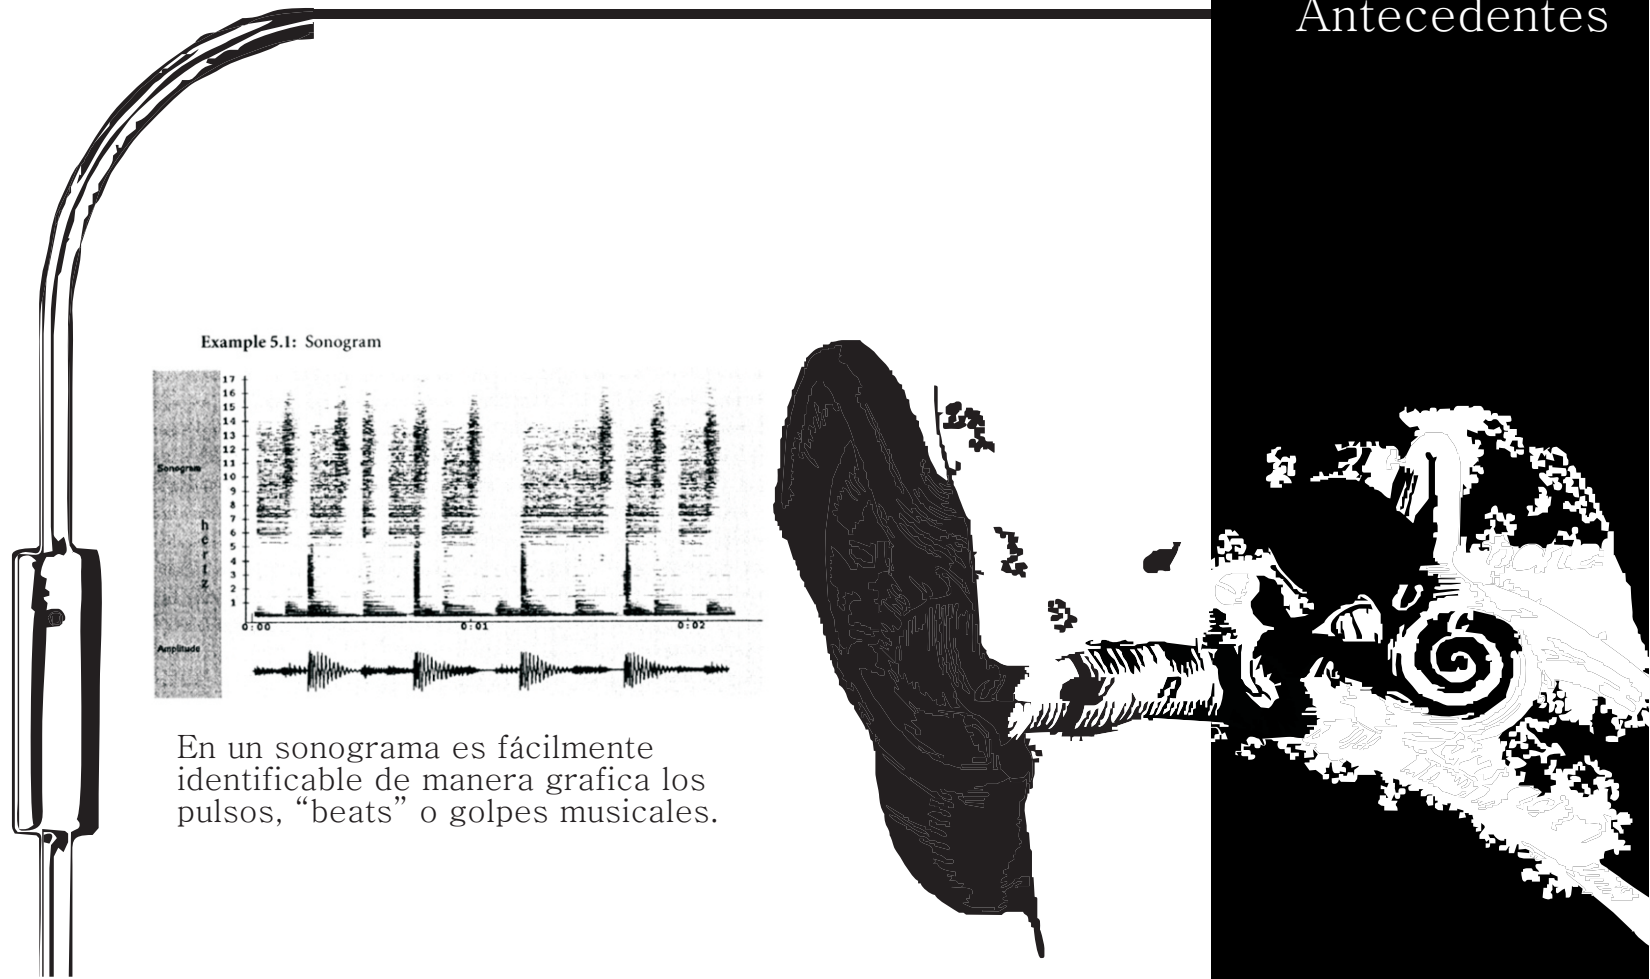 Antecedentes
Example 5.1: Sonogram
17
16
15
14
13
12
11
10
9
8
7
6
5
4
3
2
1
Sonogram
hertz
0:00 0:01 0:02
Amplitude
En un sonograma es fácilmente
identificable de manera grafica los
pulsos, “beats” o golpes musicales.